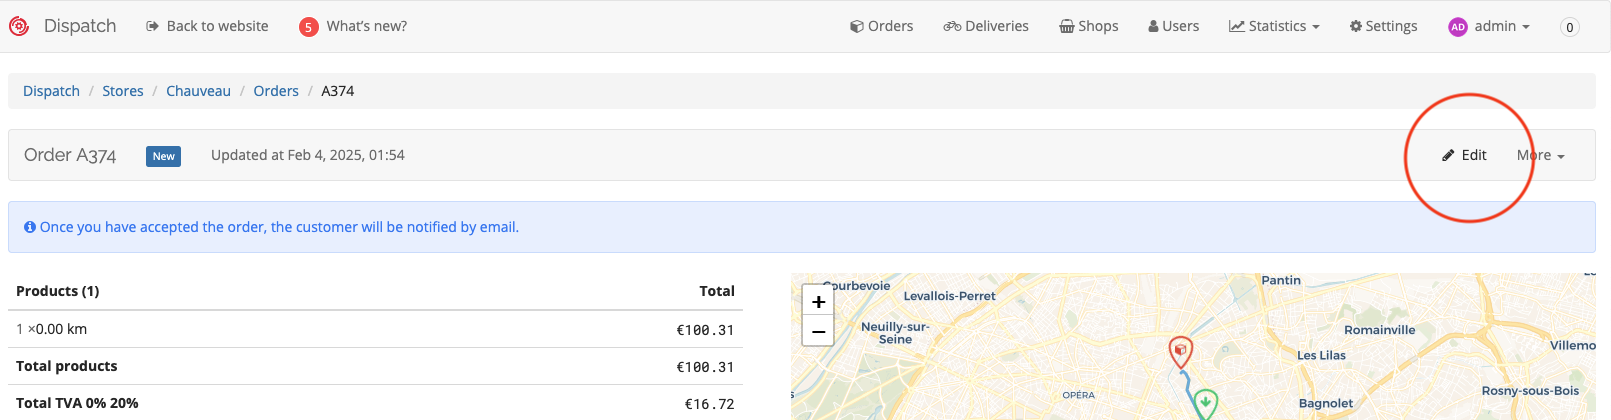 Dispatch Back to website 5 What's new? Orders Deliveries Shops Users Statistics Settings AD admin 0
Dispatch / Stores / Chauveau / Orders / A374
Order A374 New Updated at Feb 4, 2025, 01:54 Edit More
Once you have accepted the order, the customer will be notified by email.
Products (1) Total
1 ×0.00 km €100.31
Total products €100.31
Total TVA 0% 20% €16.72
+
−
Courbevoie
Levallois-Perret
Pantin
Neuilly-sur-
Seine
Romainville
Les Lilas
Villemo
OPÉRA
Bagnolet
Rosny-sous-Bois